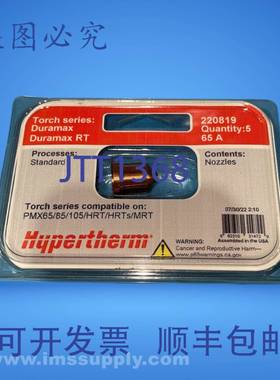 盗图必究
Torch series:
Duramax
Duramax RT
220819
Quantity:5
65 A
Processes:
Standard
Contents:
Nozzles
JTT1368
Hypertherm
Torch series compatible on:
PMX65/85/105/HRT/HRTs/MRT
07/30/22 2:10
Assembled in the USA.
Cancer and Reproductive Harm
www.p65warnings.ca.gov
可开发票 顺丰包邮
www.imssupply.com